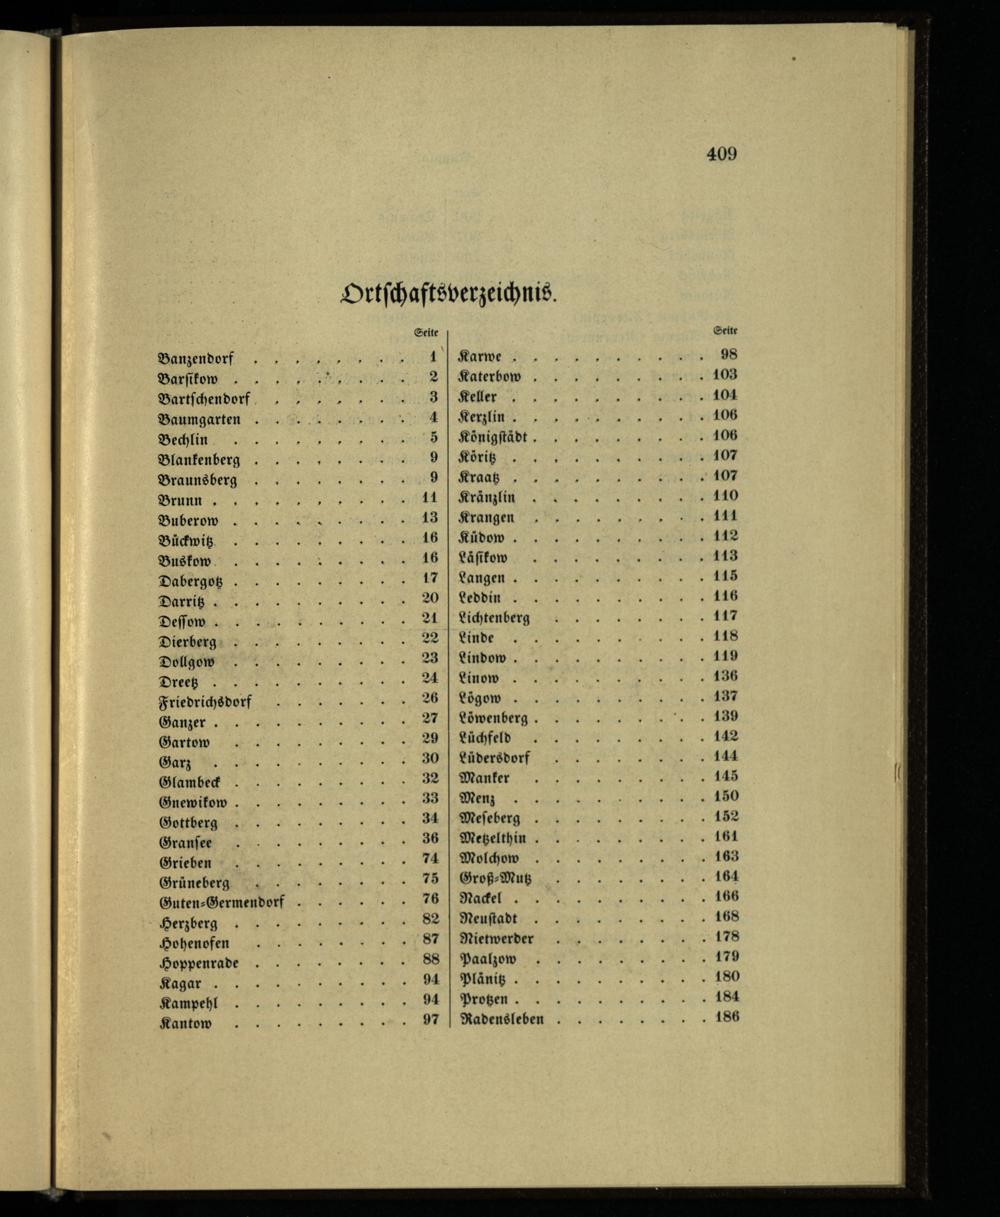 409
Ortschaftsverzeichnis.
Seite
Banzendorf . . . . . . . . 1
Barsikow . . . . . . . . . 2
Bartschendorf . . . . . . . 3
Baumgarten . . . . . . . . 4
Bechlin . . . . . . . . . 5
Blankenberg . . . . . . . . 9
Braunsberg . . . . . . . . 9
Brunn . . . . . . . . . . 11
Buberow . . . . . . . . . 13
Bückwitz . . . . . . . . . 16
Buskow . . . . . . . . . 16
Dabergotz . . . . . . . . . 17
Darritz . . . . . . . . . . 20
Dessow . . . . . . . . . . 21
Dierberg . . . . . . . . . 22
Dollgow . . . . . . . . . 23
Dreetz . . . . . . . . . . 24
Friedrichsdorf . . . . . . . 26
Ganzer . . . . . . . . . . 27
Gartow . . . . . . . . . 29
Garz . . . . . . . . . . 30
Glambeck . . . . . . . . . 32
Gnewikow . . . . . . . . . 33
Gottberg . . . . . . . . . 34
Gransee . . . . . . . . . 36
Grieben . . . . . . . . . 74
Grüneberg . . . . . . . . 75
Guten-Germendorf . . . . . . 76
Herzberg . . . . . . . . . 82
Hohenofen . . . . . . . . 87
Hoppenrade . . . . . . . . 88
Kagar . . . . . . . . . . 94
Kampehl . . . . . . . . . 94
Kantow . . . . . . . . . 97
Seite
Karwe . . . . . . . . . . 98
Katerbow . . . . . . . . . 103
Keller . . . . . . . . . . 104
Kerzlin . . . . . . . . . . 106
Königstädt . . . . . . . . . 106
Köritz . . . . . . . . . . 107
Kraatz . . . . . . . . . . 107
Kränzlin . . . . . . . . . 110
Krangen . . . . . . . . . 111
Küdow . . . . . . . . . . 112
Läsikow . . . . . . . . . 113
Langen . . . . . . . . . . 115
Leddin . . . . . . . . . . 116
Lichtenberg . . . . . . . . 117
Linde . . . . . . . . . . 118
Lindow . . . . . . . . . . 119
Linow . . . . . . . . . . 136
Lögow . . . . . . . . . . 137
Löwenberg . . . . . . . . . 139
Lüchfeld . . . . . . . . . 142
Lüdersdorf . . . . . . . . 144
Manker . . . . . . . . . 145
Menz . . . . . . . . . . 150
Meseberg . . . . . . . . . 152
Metzelthin . . . . . . . . . 161
Molchow . . . . . . . . . 163
Groß-Mutz . . . . . . . . 164
Nackel . . . . . . . . . . 166
Neustadt . . . . . . . . . 168
Nietwerder . . . . . . . . 178
Paalzow . . . . . . . . . 179
Plänitz . . . . . . . . . . 180
Protzen . . . . . . . . . . 184
Radensleben . . . . . . . . 186